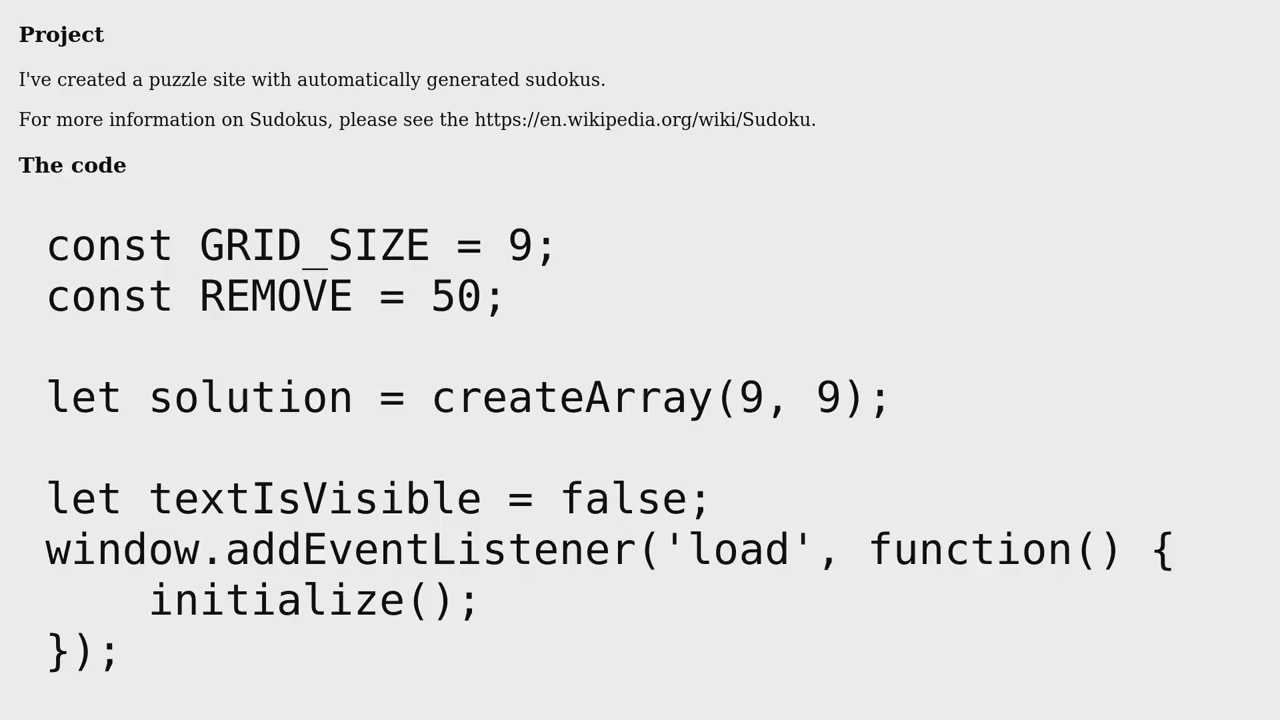 Project
I've created a puzzle site with automatically generated sudokus.
For more information on Sudokus, please see the https://en.wikipedia.org/wiki/Sudoku.
The code
const GRID_SIZE = 9;
const REMOVE = 50;
let solution = createArray(9, 9);
let textIsVisible = false;
window.addEventListener('load', function() {
    initialize();
});